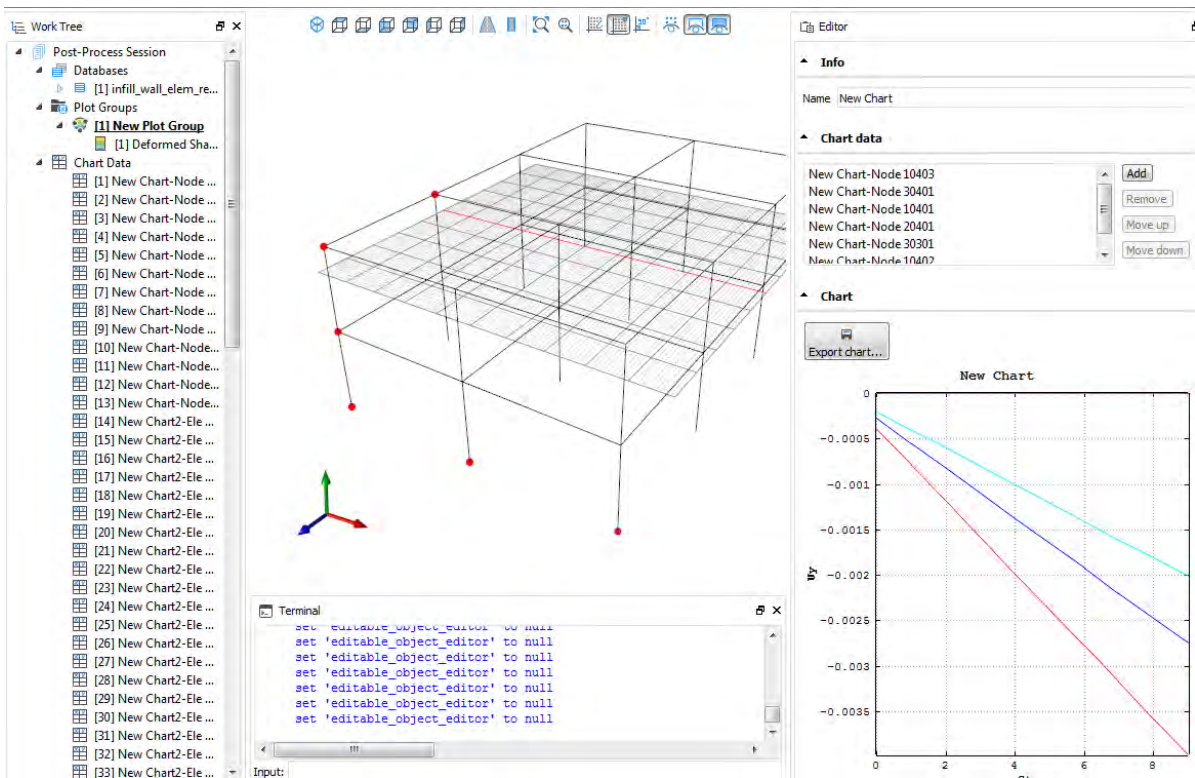 Work Tree
Post-Process Session
Databases
[1] infill_wall_elem_re...
Plot Groups
[1] New Plot Group
[1] Deformed Sha...
Chart Data
[1] New Chart-Node ...
[2] New Chart-Node ...
[3] New Chart-Node ...
[4] New Chart-Node ...
[5] New Chart-Node ...
[6] New Chart-Node ...
[7] New Chart-Node ...
[8] New Chart-Node ...
[9] New Chart-Node ...
[10] New Chart-Node...
[11] New Chart-Node...
[12] New Chart-Node...
[13] New Chart-Node...
[14] New Chart2-Ele ...
[15] New Chart2-Ele ...
[16] New Chart2-Ele ...
[17] New Chart2-Ele ...
[18] New Chart2-Ele ...
[19] New Chart2-Ele ...
[20] New Chart2-Ele ...
[21] New Chart2-Ele ...
[22] New Chart2-Ele ...
[23] New Chart2-Ele ...
[24] New Chart2-Ele ...
[25] New Chart2-Ele ...
[26] New Chart2-Ele ...
[27] New Chart2-Ele ...
[28] New Chart2-Ele ...
[29] New Chart2-Ele ...
[30] New Chart2-Ele ...
[31] New Chart2-Ele ...
[32] New Chart2-Ele ...
[33] New Chart2-Ele ...
Terminal
set 'editable_object_editor' to null
set 'editable_object_editor' to null
set 'editable_object_editor' to null
set 'editable_object_editor' to null
set 'editable_object_editor' to null
set 'editable_object_editor' to null
set 'editable_object_editor' to null
Input:
Editor
Info
Name New Chart
Chart data
New Chart-Node 10403
New Chart-Node 30401
New Chart-Node 10401
New Chart-Node 20401
New Chart-Node 30301
New Chart-Node 10402
Add
Remove
Move up
Move down
Chart
Export chart...
New Chart
0
-0.0005
-0.001
-0.0015
-0.002
-0.0025
-0.003
-0.0035
Uy
0 2 4 6 8